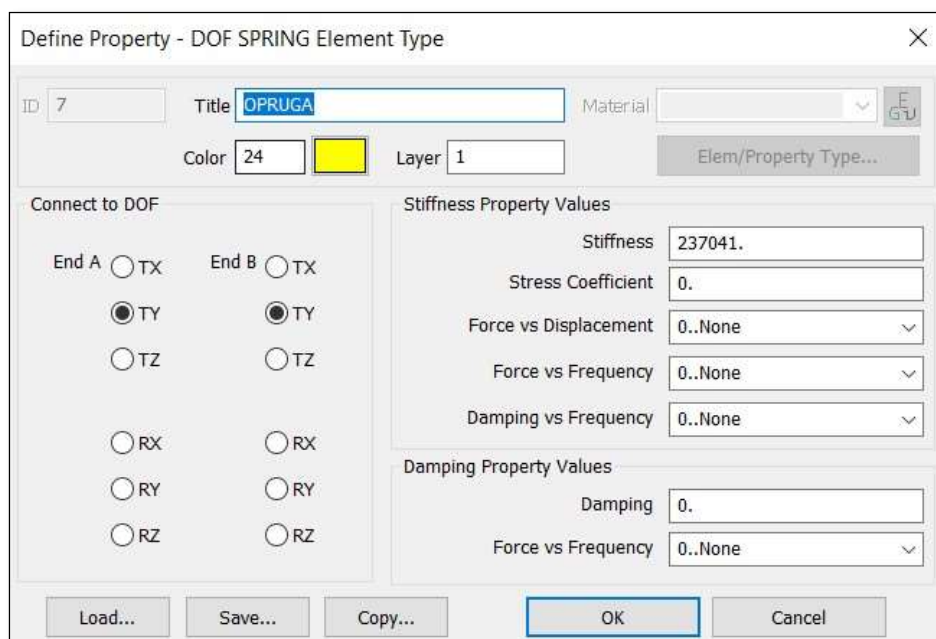 Define Property - DOF SPRING Element Type
ID 7 Title OPRUGA Material
Color 24 Layer 1 Elem/Property Type...
Connect to DOF
End A TX End B TX
TY TY
TZ TZ
RX RX
RY RY
RZ RZ
Stiffness Property Values
Stiffness 237041.
Stress Coefficient 0.
Force vs Displacement 0..None
Force vs Frequency 0..None
Damping vs Frequency 0..None
Damping Property Values
Damping 0.
Force vs Frequency 0..None
Load... Save... Copy... OK Cancel